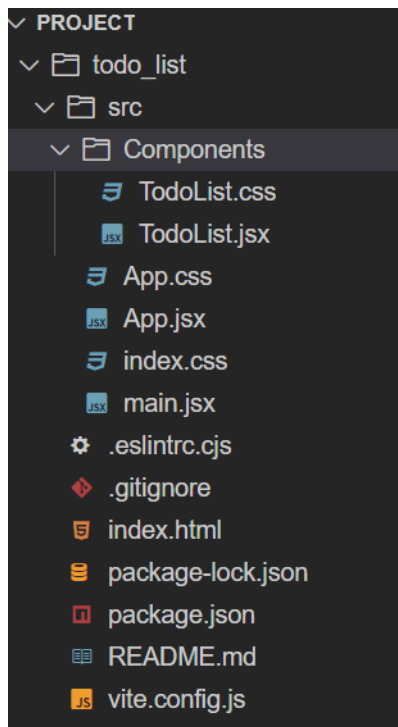 PROJECT
todo_list
src
Components
TodoList.css
JSX TodoList.jsx
App.css
JSX App.jsx
index.css
JSX main.jsx
.eslintrc.cjs
.gitignore
index.html
package-lock.json
package.json
README.md
JS vite.config.js